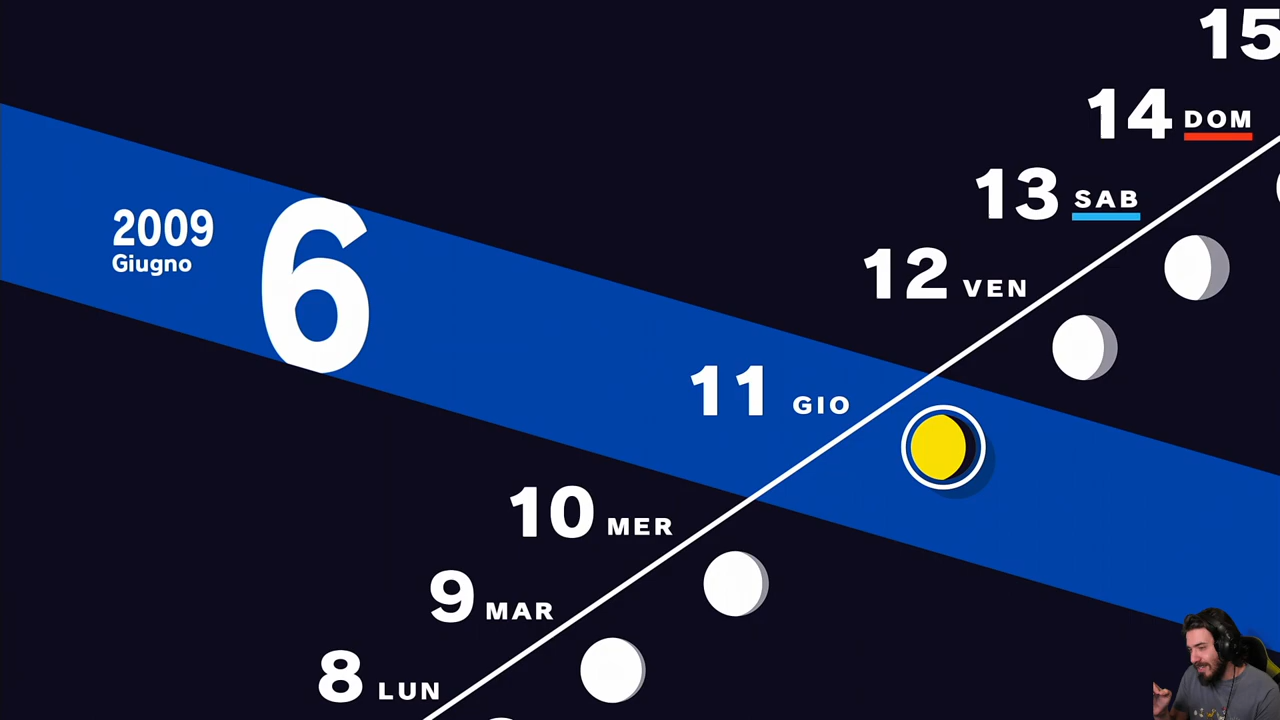 15
14 DOM
13 SAB
12 VEN
2009
Giugno
6
11 GIO
10 MER
9 MAR
8 LUN